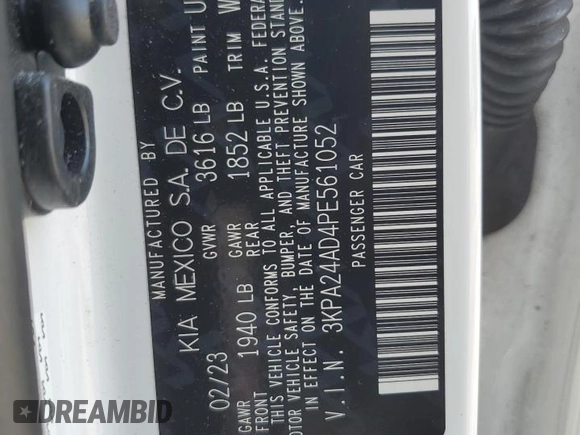 MANUFACTURED BY
KIA MEXICO S.A. DE C.V.
02/23 GVWR 3616 LB PAINT
GAWR FRONT 1940 LB GAWR REAR 1852 LB TRIM
THIS VEHICLE CONFORMS TO ALL APPLICABLE U.S.A.
MOTOR VEHICLE SAFETY, BUMPER, AND THEFT PREVENTION
IN EFFECT ON THE DATE OF MANUFACTURE SHOWN ABOVE.
V.I.N. 3KPA24AD4PE561052
PASSENGER CAR
DREAMBID